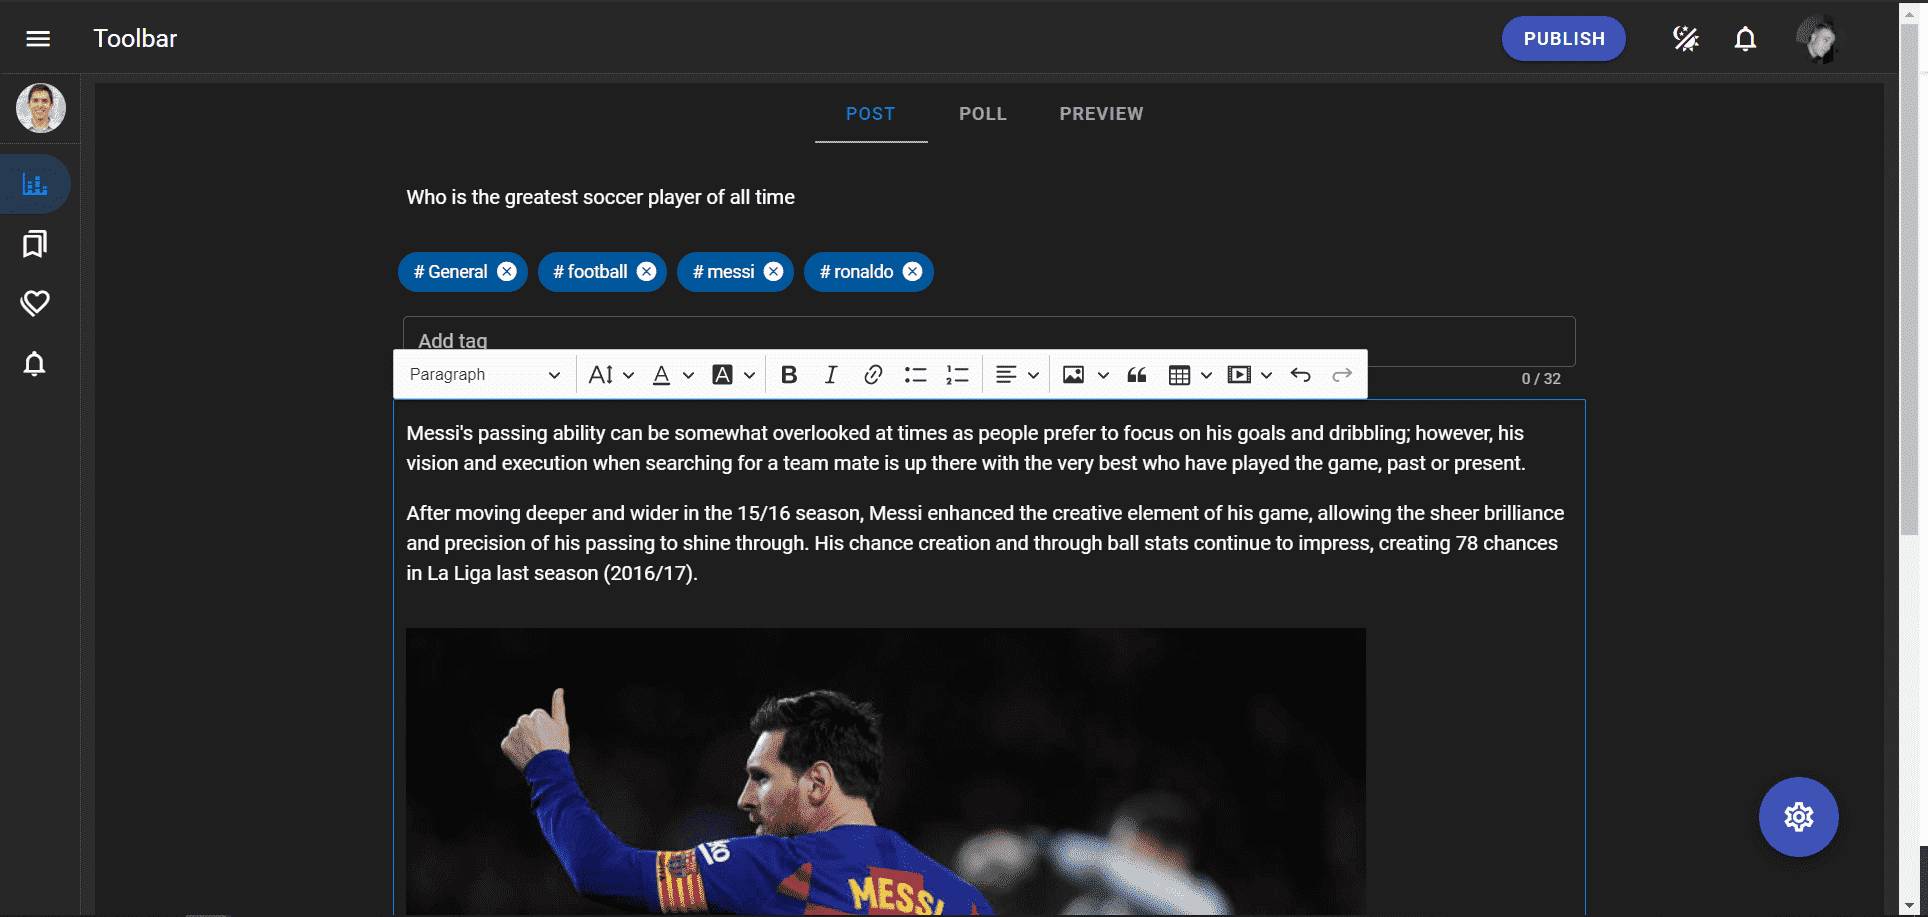 Toolbar
PUBLISH
POST POLL PREVIEW
Who is the greatest soccer player of all time
# General # football # messi # ronaldo
Add tag
Paragraph
0 / 32
Messi's passing ability can be somewhat overlooked at times as people prefer to focus on his goals and dribbling; however, his
vision and execution when searching for a team mate is up there with the very best who have played the game, past or present.
After moving deeper and wider in the 15/16 season, Messi enhanced the creative element of his game, allowing the sheer brilliance
and precision of his passing to shine through. His chance creation and through ball stats continue to impress, creating 78 chances
in La Liga last season (2016/17).
MESSI